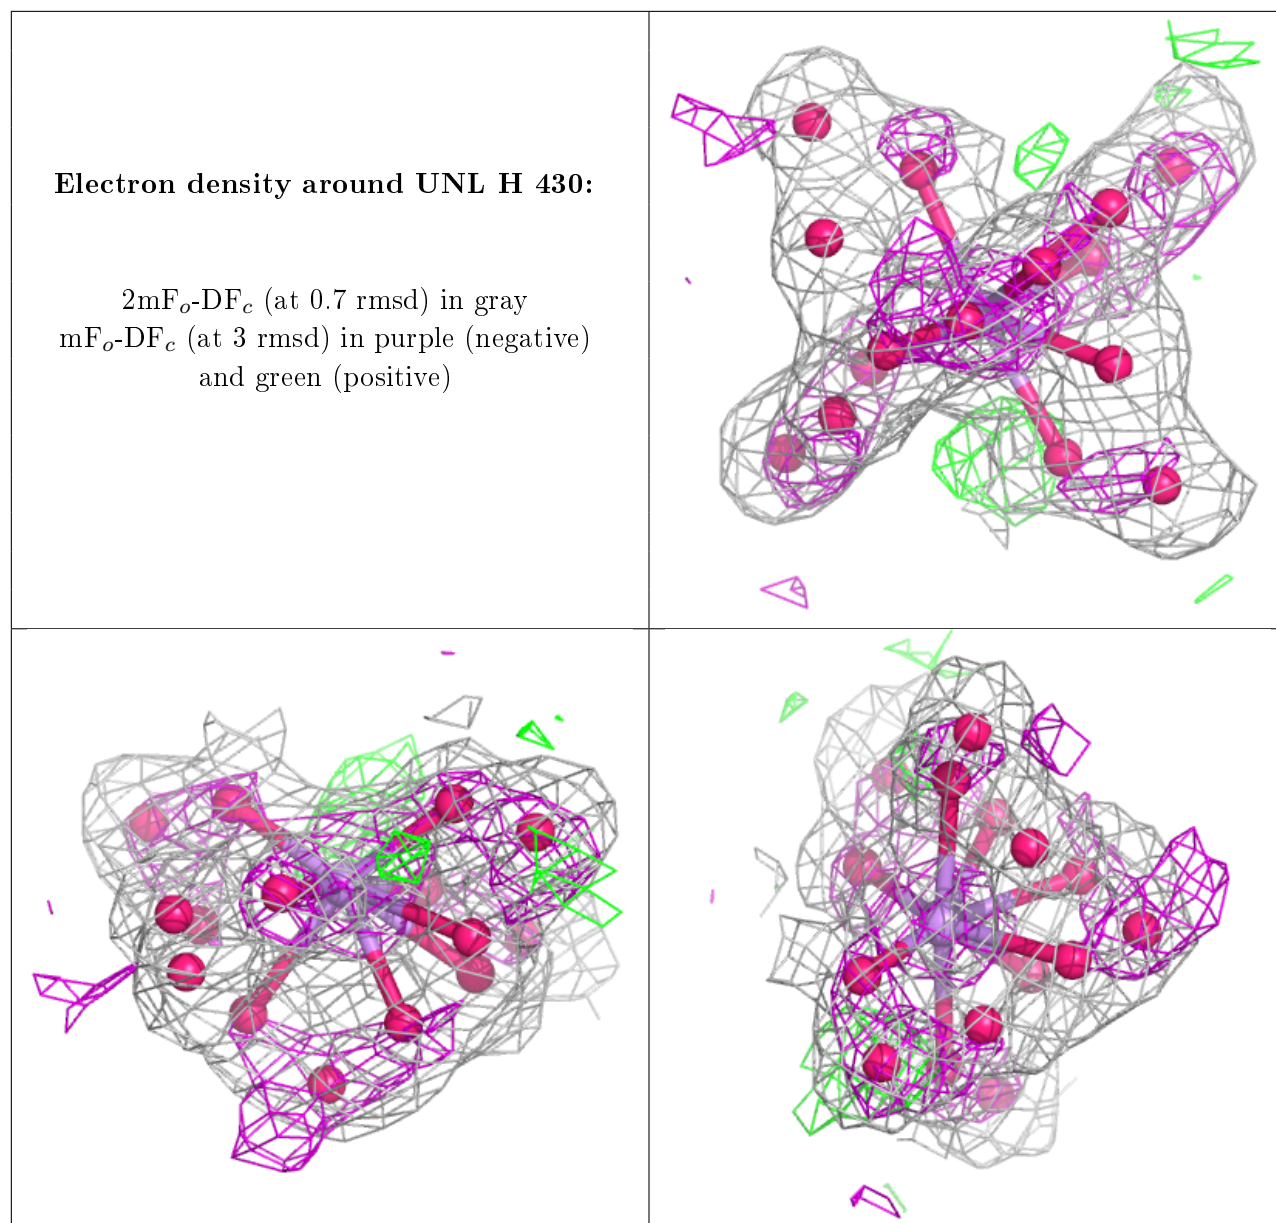 Electron density around UNL H 430:
2mFo-DFc (at 0.7 rmsd) in gray
mFo-DFc (at 3 rmsd) in purple (negative)
and green (positive)